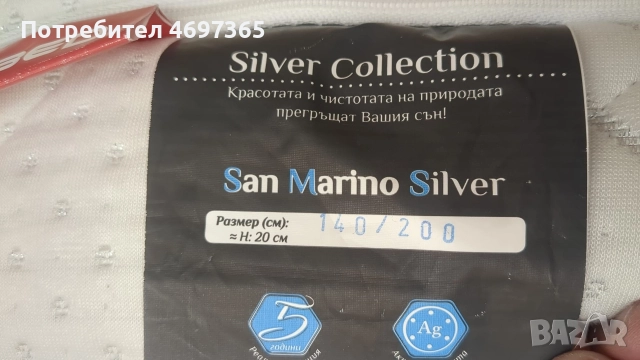 Потребител 4697365
Silver Collection
Красотата и чистотата на природата
прегръщат Вашия сън!
San Marino Silver
Размер (см): 140/200
≈ H: 20 см
5
години
Ag
BAZAR